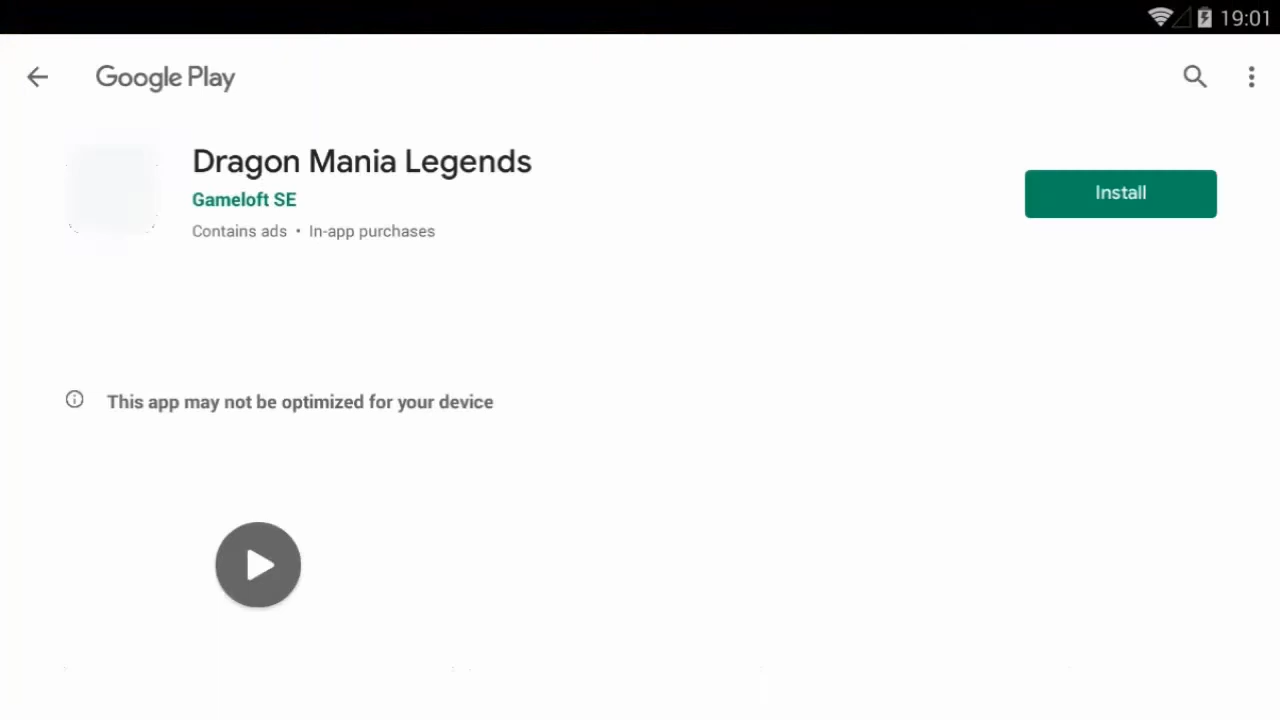 19:01
Google Play
Dragon Mania Legends
Gameloft SE
Install
Contains ads • In-app purchases
This app may not be optimized for your device